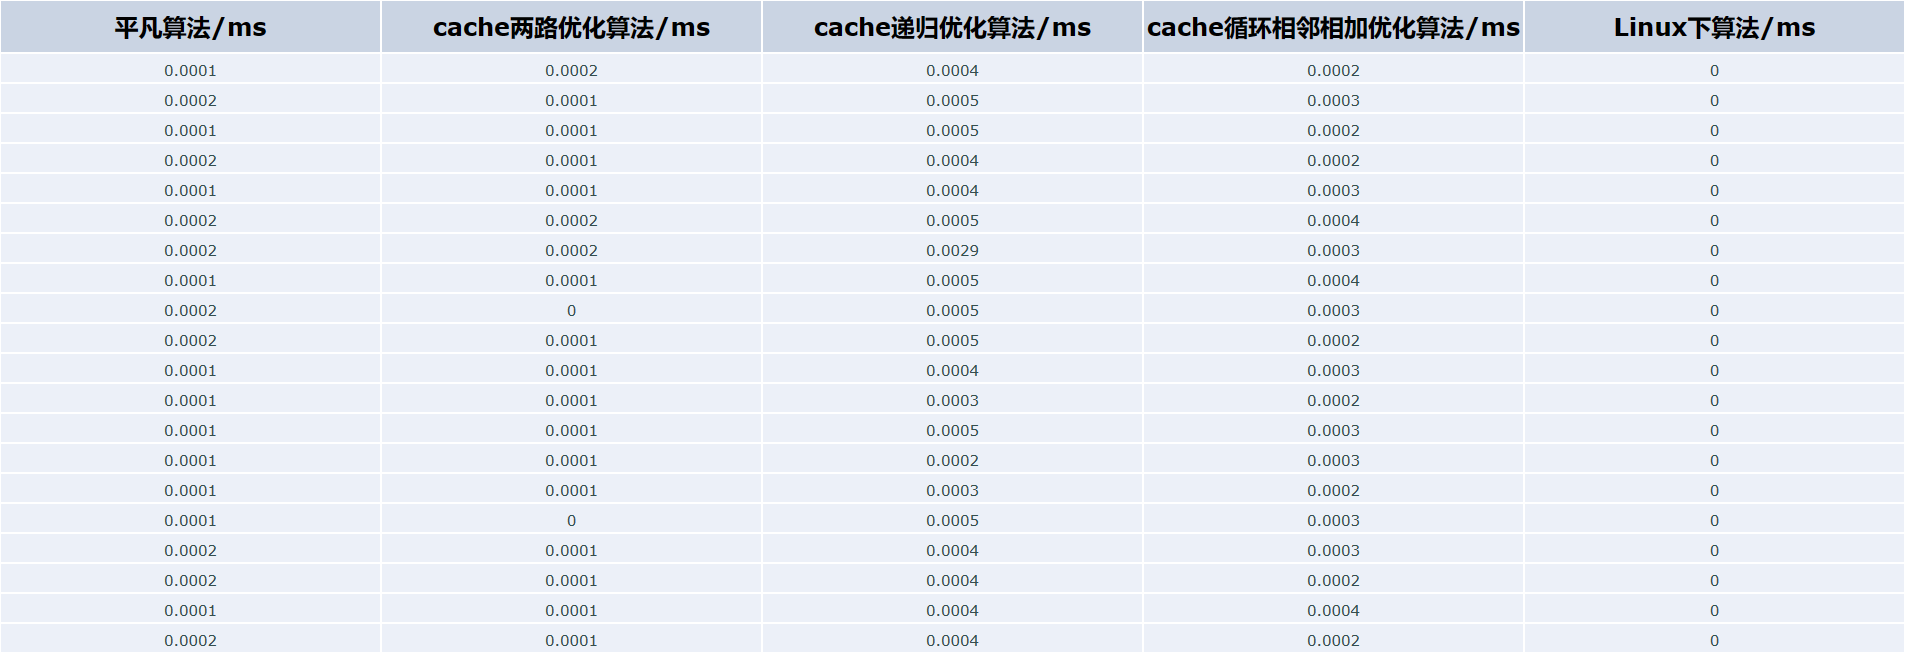 平凡算法/ms cache两路优化算法/ms cache递归优化算法/ms cache循环相邻相加优化算法/ms Linux下算法/ms
0.0001 0.0002 0.0004 0.0002 0
0.0002 0.0001 0.0005 0.0003 0
0.0001 0.0001 0.0005 0.0002 0
0.0002 0.0001 0.0004 0.0002 0
0.0001 0.0001 0.0004 0.0003 0
0.0002 0.0002 0.0005 0.0004 0
0.0002 0.0002 0.0029 0.0003 0
0.0001 0.0001 0.0005 0.0004 0
0.0002 0 0.0005 0.0003 0
0.0002 0.0001 0.0005 0.0002 0
0.0001 0.0001 0.0004 0.0003 0
0.0001 0.0001 0.0003 0.0002 0
0.0001 0.0001 0.0005 0.0003 0
0.0001 0.0001 0.0002 0.0003 0
0.0001 0.0001 0.0003 0.0002 0
0.0001 0 0.0005 0.0003 0
0.0002 0.0001 0.0004 0.0003 0
0.0002 0.0001 0.0004 0.0002 0
0.0001 0.0001 0.0004 0.0004 0
0.0002 0.0001 0.0004 0.0002 0